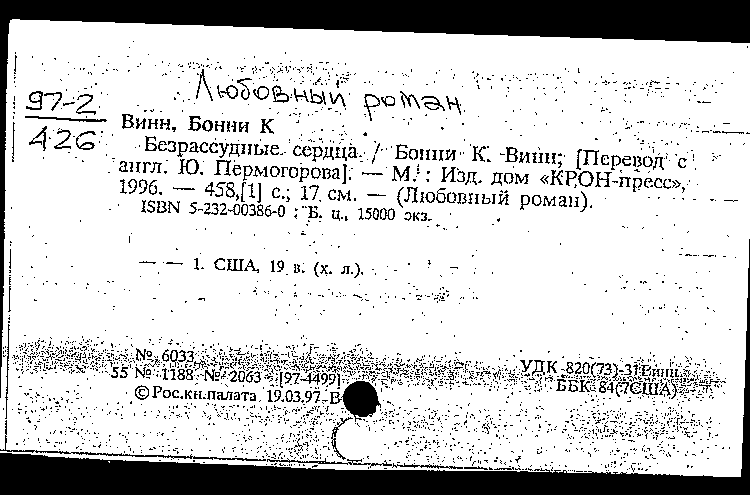 Любовный роман
97-2
426
Винн, Бонни К
Безрассудные сердца / Бонни К. Винн; [Перевод с
англ. Ю. Пермогорова]. — М. : Изд. дом «КРОН-пресс»,
1996. — 458,[1] с.; 17 см. — (Любовный роман).
ISBN 5-232-00386-0 : Б. ц., 15000 экз.
— — 1. США, 19 в. (х. л.).
№ 6033
55 № 1188 № 2063 [97-4499]
© Рос.кн.палата 19.03.97 В
УДК 820(73)-31Винн
ББК 84(7США)